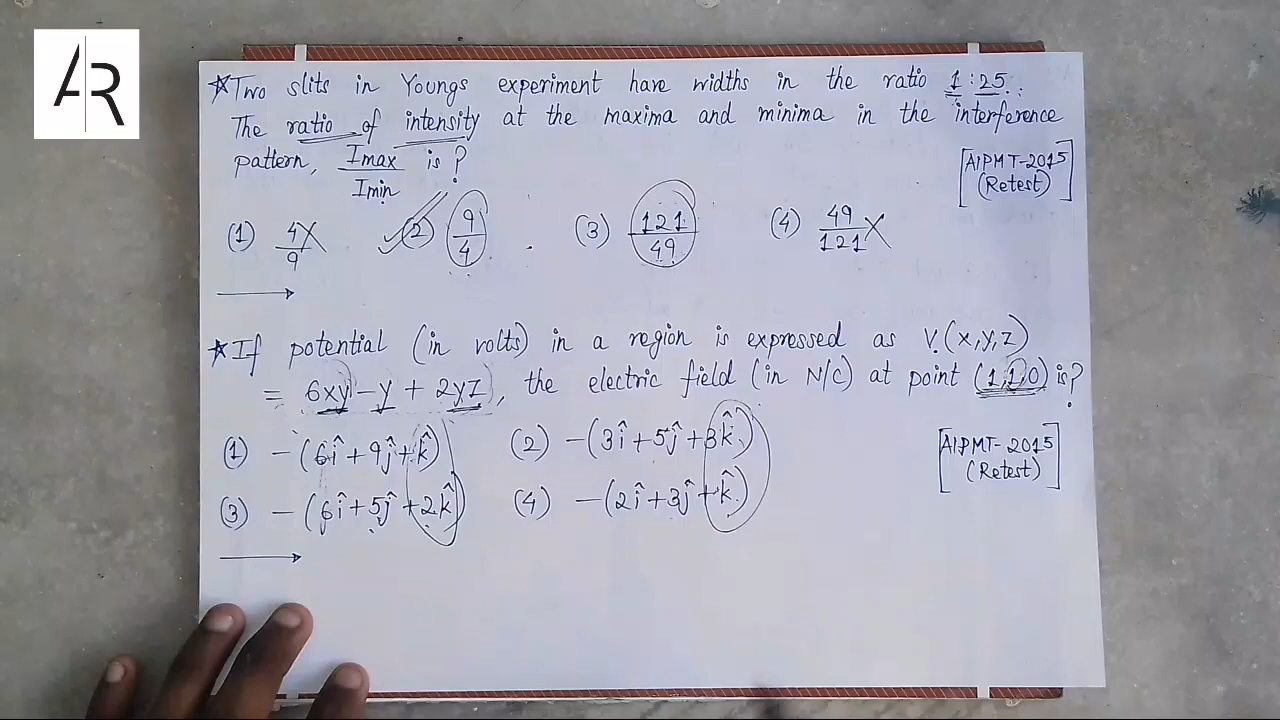 AR
☆Two slits in Youngs experiment have widths in the ratio 1:25.
The ratio of intensity at the maxima and minima in the interference
pattern, Imax/Imin is?
[AIPMT-2015 (Retest)]
(1) 4/9 (2) 9/4 (3) 121/49 (4) 49/121
☆If potential (in volts) in a region is expressed as V(x,y,z)
= 6xy - y + 2yz, the electric field (in N/C) at point (1,1,0) is?
(1) -(6î+9ĵ+k̂) (2) -(3î+5ĵ+3k̂)
[AIPMT-2015 (Retest)]
(3) -(6î+5ĵ+2k̂) (4) -(2î+3ĵ+k̂)